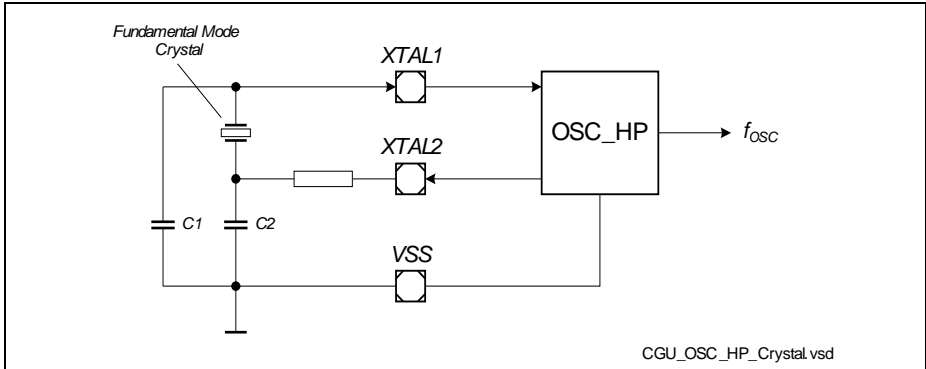 Fundamental Mode
Crystal
XTAL1
OSC_HP
fOSC
XTAL2
C1
C2
VSS
CGU_OSC_HP_Crystal.vsd